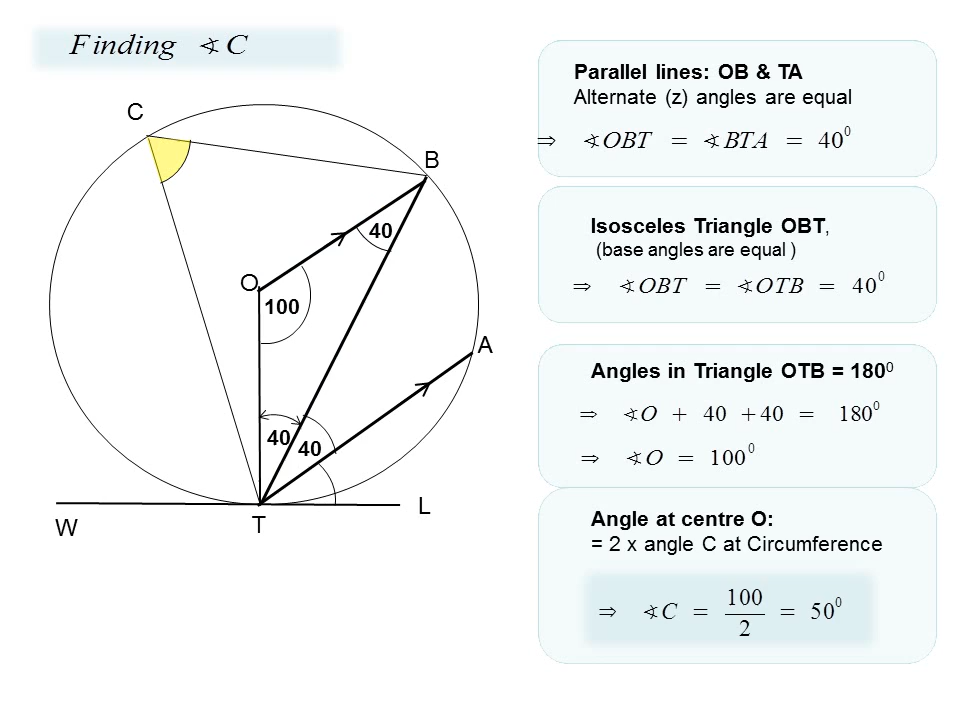 Finding ∢C
C
B
40
O
100
A
40
40
L
W
T
Parallel lines: OB & TA
Alternate (z) angles are equal
⇒ ∢OBT = ∢BTA = 40⁰
Isosceles Triangle OBT,
(base angles are equal )
⇒ ∢OBT = ∢OTB = 40⁰
Angles in Triangle OTB = 180⁰
⇒ ∢O + 40 + 40 = 180⁰
⇒ ∢O = 100⁰
Angle at centre O:
= 2 x angle C at Circumference
⇒ ∢C = 100/2 = 50⁰